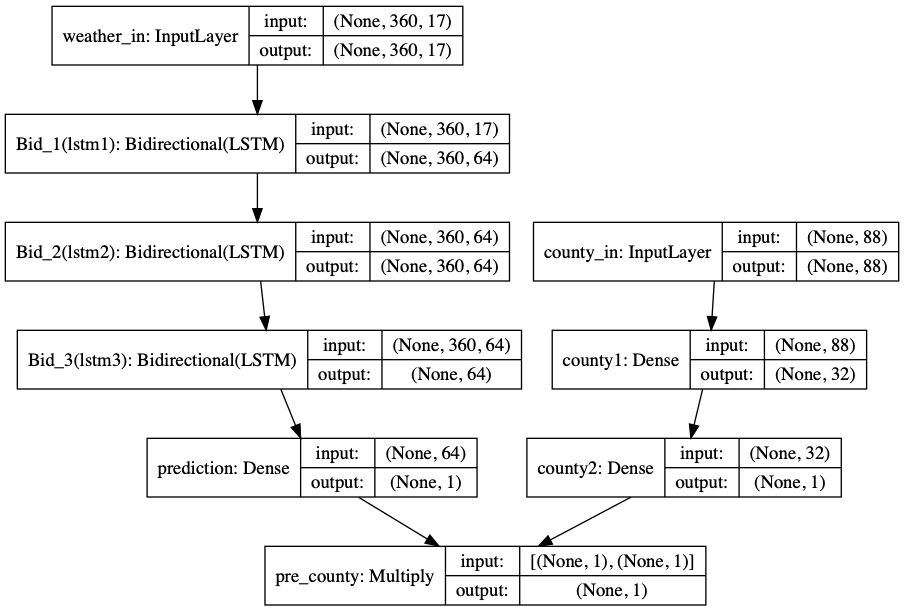 weather_in: InputLayer
input: (None, 360, 17)
output: (None, 360, 17)
Bid_1(lstm1): Bidirectional(LSTM)
input: (None, 360, 17)
output: (None, 360, 64)
Bid_2(lstm2): Bidirectional(LSTM)
input: (None, 360, 64)
output: (None, 360, 64)
county_in: InputLayer
input: (None, 88)
output: (None, 88)
Bid_3(lstm3): Bidirectional(LSTM)
input: (None, 360, 64)
output: (None, 64)
county1: Dense
input: (None, 88)
output: (None, 32)
prediction: Dense
input: (None, 64)
output: (None, 1)
county2: Dense
input: (None, 32)
output: (None, 1)
pre_county: Multiply
input: [(None, 1), (None, 1)]
output: (None, 1)